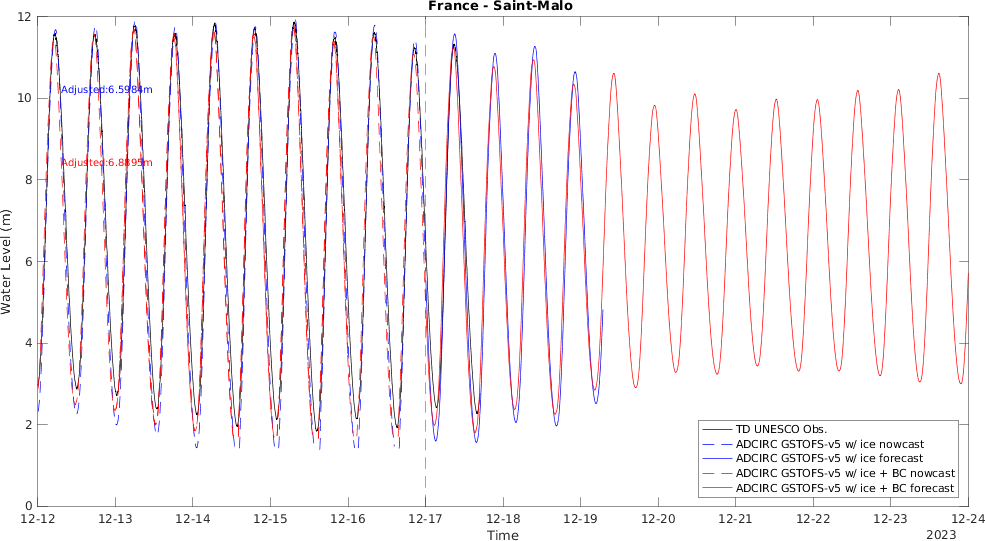 France - Saint-Malo
12
10
8
6
4
2
0
Water Level (m)
Adjusted:6.5984m
Adjusted:6.8895m
TD UNESCO Obs.
ADCIRC GSTOFS-v5 w/ ice nowcast
ADCIRC GSTOFS-v5 w/ ice forecast
ADCIRC GSTOFS-v5 w/ ice + BC nowcast
ADCIRC GSTOFS-v5 w/ ice + BC forecast
12-12 12-13 12-14 12-15 12-16 12-17 12-18 12-19 12-20 12-21 12-22 12-23 12-24
Time
2023